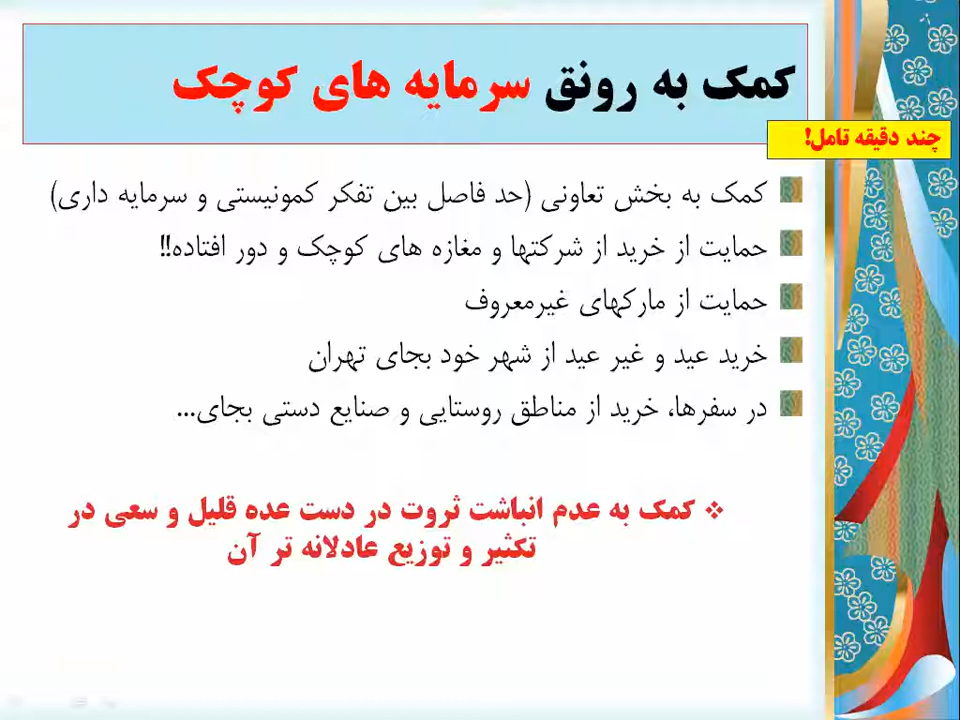 کمک به رونق سرمایه های کوچک
چند دقیقه تامل!
کمک به بخش تعاونی (حد فاصل بین تفکر کمونیستی و سرمایه داری)
حمایت از خرید از شرکتها و مغازه های کوچک و دور افتاده!!
حمایت از مارکهای غیرمعروف
خرید عید و غیر عید از شهر خود بجای تهران
در سفرها، خرید از مناطق روستایی و صنایع دستی بجای...
❖ کمک به عدم انباشت ثروت در دست عده قلیل و سعی در
تکثیر و توزیع عادلانه تر آن